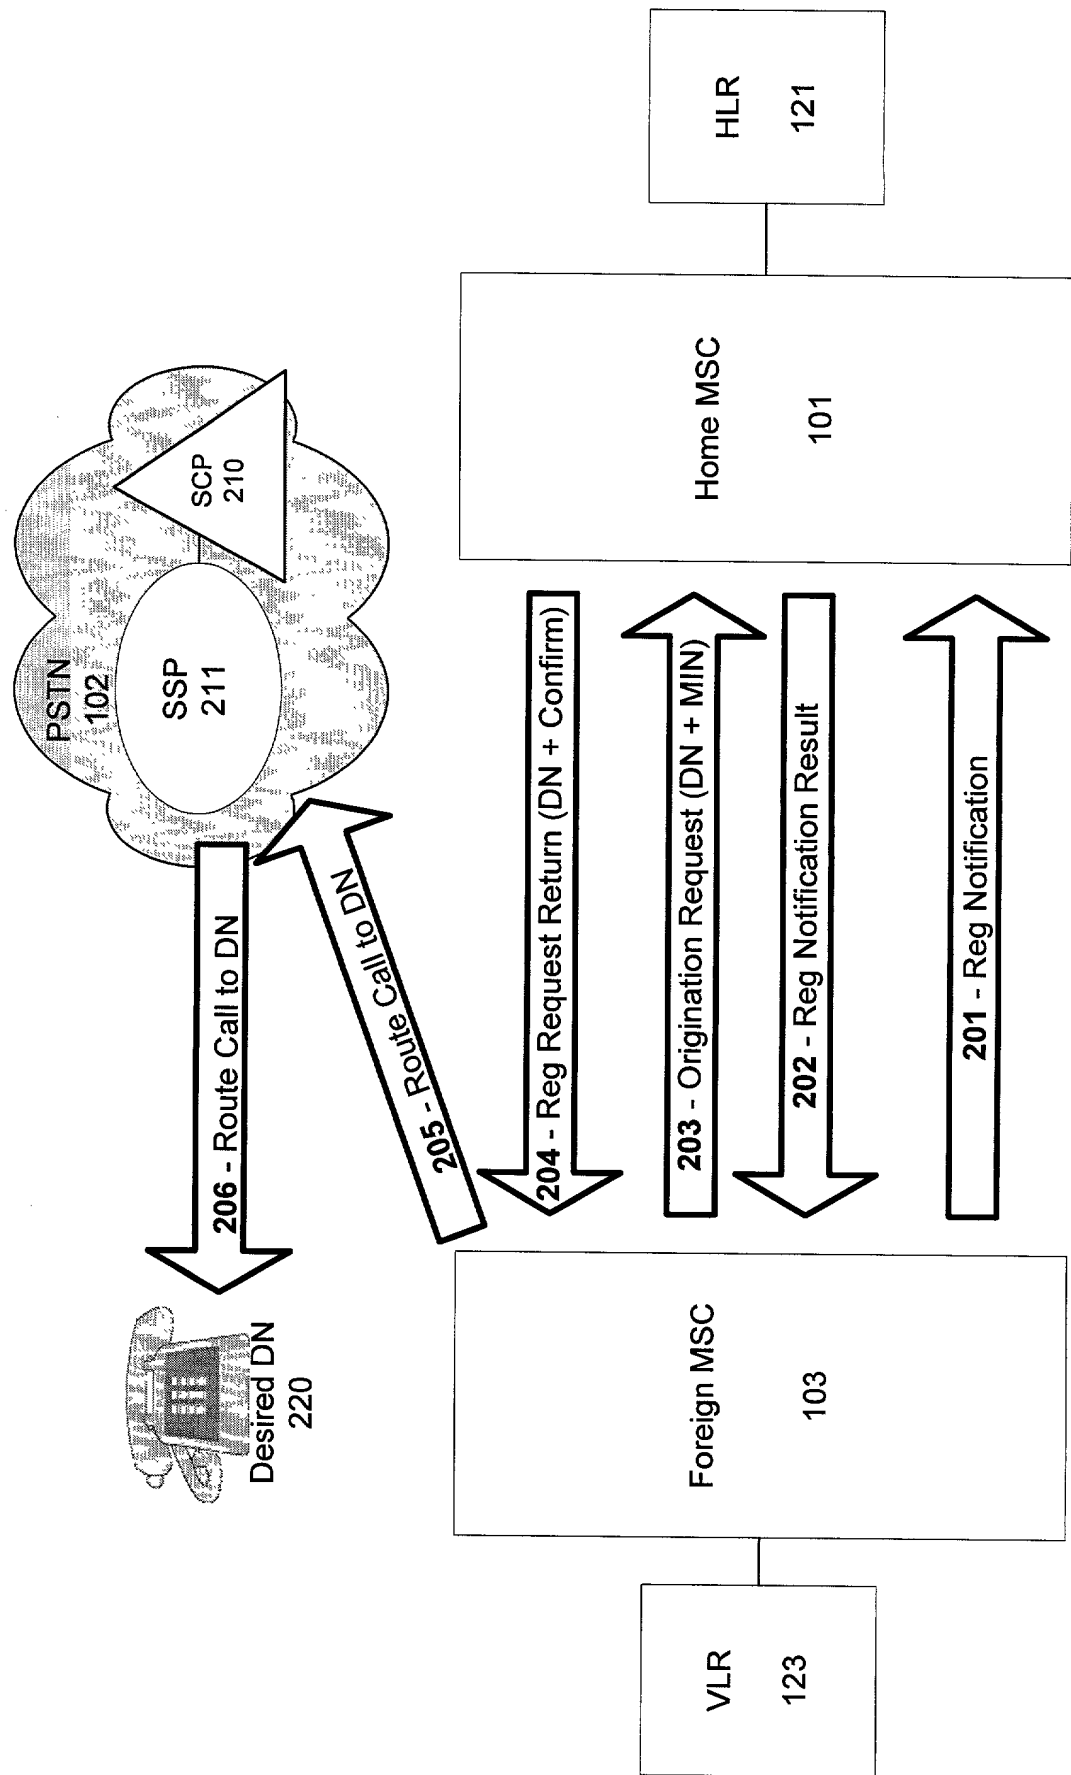 PSTN
102
SSP
211
SCP
210
206 - Route Call to DN
Desired DN
220
205 - Route Call to DN
204 - Reg Request Return (DN + Confirm)
203 - Origination Request (DN + MIN)
202 - Reg Notification Result
201 - Reg Notification
VLR
123
Foreign MSC
103
Home MSC
101
HLR
121